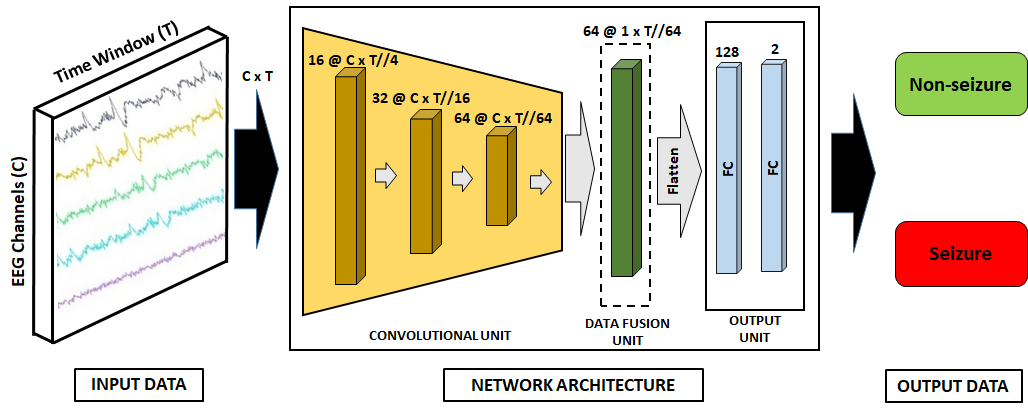 Time Window (T)
EEG Channels (C)
C x T
16 @ C x T//4
32 @ C x T//16
64 @ C x T//64
CONVOLUTIONAL UNIT
64 @ 1 x T//64
DATA FUSION
UNIT
Flatten
128
2
FC
FC
OUTPUT
UNIT
Non-seizure
Seizure
INPUT DATA
NETWORK ARCHITECTURE
OUTPUT DATA